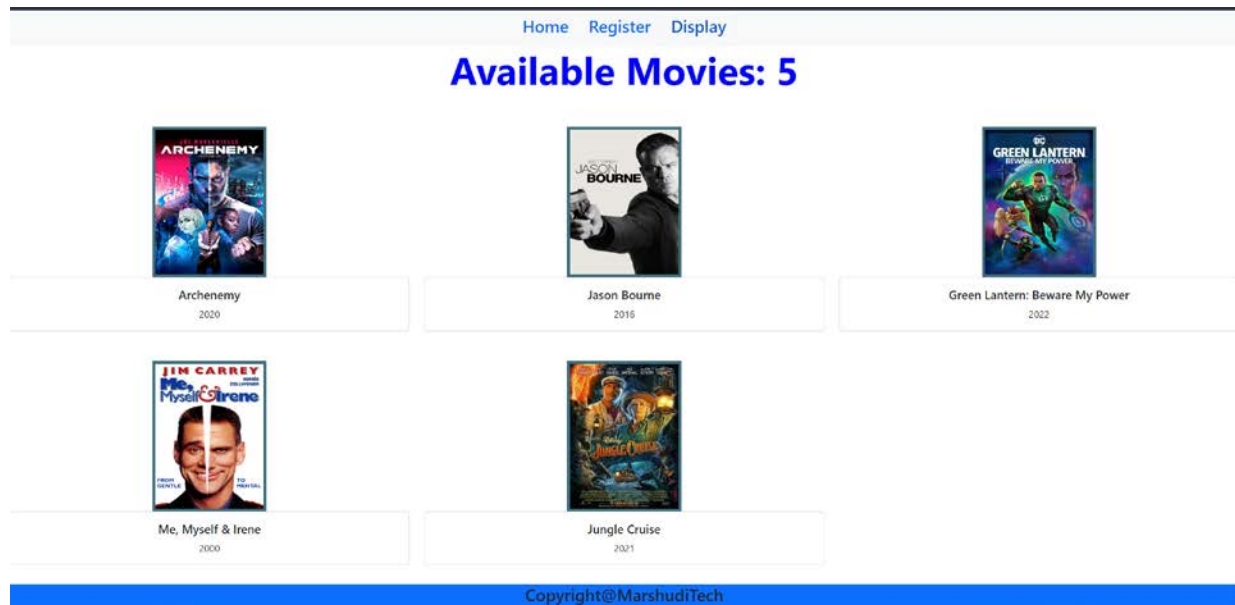 Home Register Display
Available Movies: 5
ARCHENEMY
JASON
BOURNE
DC
GREEN LANTERN
BEWARE MY POWER
Archenemy
2020
Jason Bourne
2016
Green Lantern: Beware My Power
2022
JIM CARREY
Me,
Myself & Irene
FROM
GENTLE
TO
MENTAL
JUNGLE CRUISE
Me, Myself & Irene
2000
Jungle Cruise
2021
Copyright@MarshudiTech